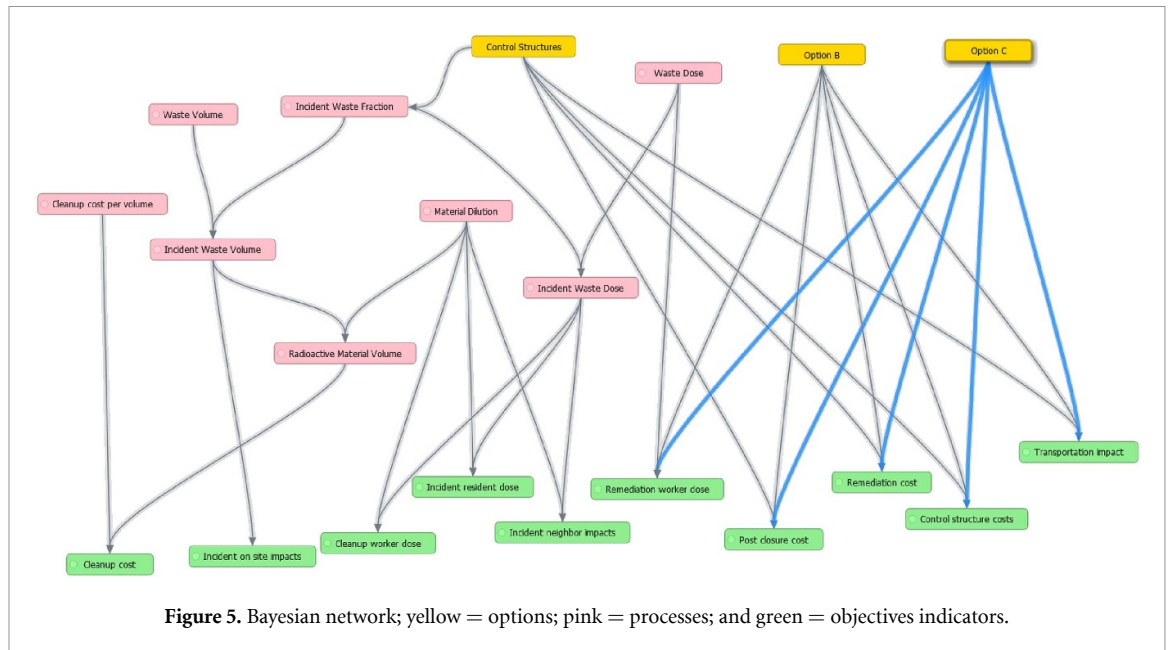 Control Structures
Option C
Option B
Waste Dose
Incident Waste Fraction
Waste Volume
Cleanup cost per volume
Material Dilution
Incident Waste Volume
Incident Waste Dose
Radioactive Material Volume
Transportation impact
Incident resident dose
Remediation worker dose
Remediation cost
Control structure costs
Incident neighbor impacts
Cleanup worker dose
Post closure cost
Incident on site impacts
Cleanup cost
Figure 5. Bayesian network; yellow = options; pink = processes; and green = objectives indicators.